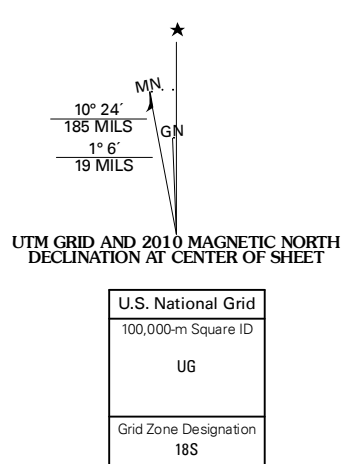 ★
MN
10° 24´
185 MILS
GN
1° 6´
19 MILS
UTM GRID AND 2010 MAGNETIC NORTH
DECLINATION AT CENTER OF SHEET
U.S. National Grid
100,000-m Square ID
UG
Grid Zone Designation
18S